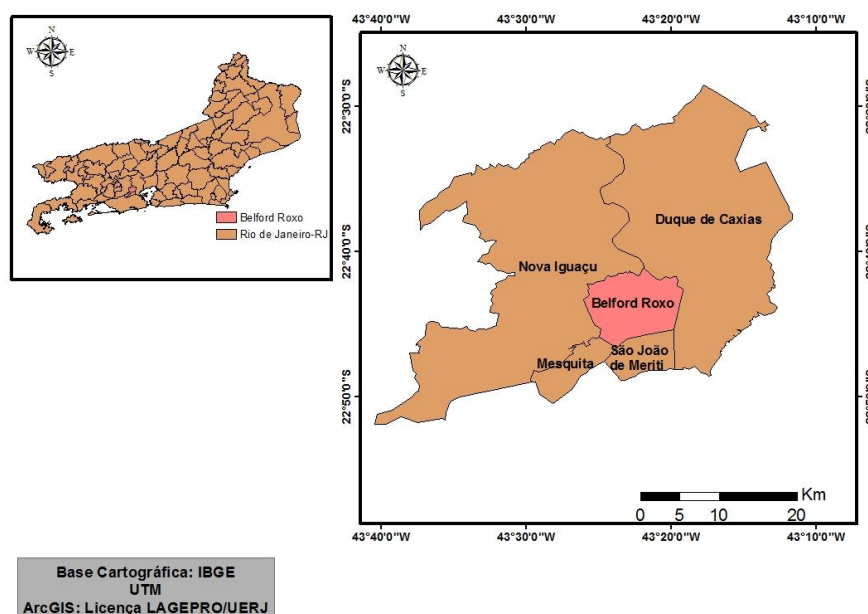 N
W
E
S
Belford Roxo
Rio de Janeiro-RJ
43°40'0"W
43°30'0"W
43°20'0"W
43°10'0"W
N
W
E
S
22°30'0"S
22°40'0"S
22°50'0"S
Duque de Caxias
Nova Iguaçu
Belford Roxo
São João
Mesquita
de Meriti
Km
0 5 10 20
43°40'0"W
43°30'0"W
43°20'0"W
43°10'0"W
Base Cartográfica: IBGE
UTM
ArcGIS: Licença LAGEPRO/UERJ